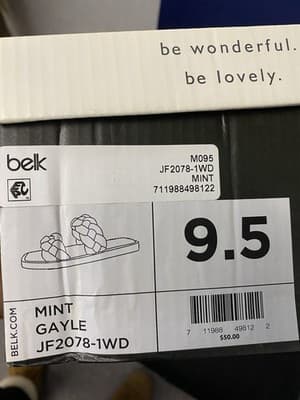 be wonderful.
be lovely.
belk
M095
JF2078-1WD
MINT
711988498122
9.5
BELK.COM
MINT
GAYLE
JF2078-1WD
7 11988 49812 2
$50.00